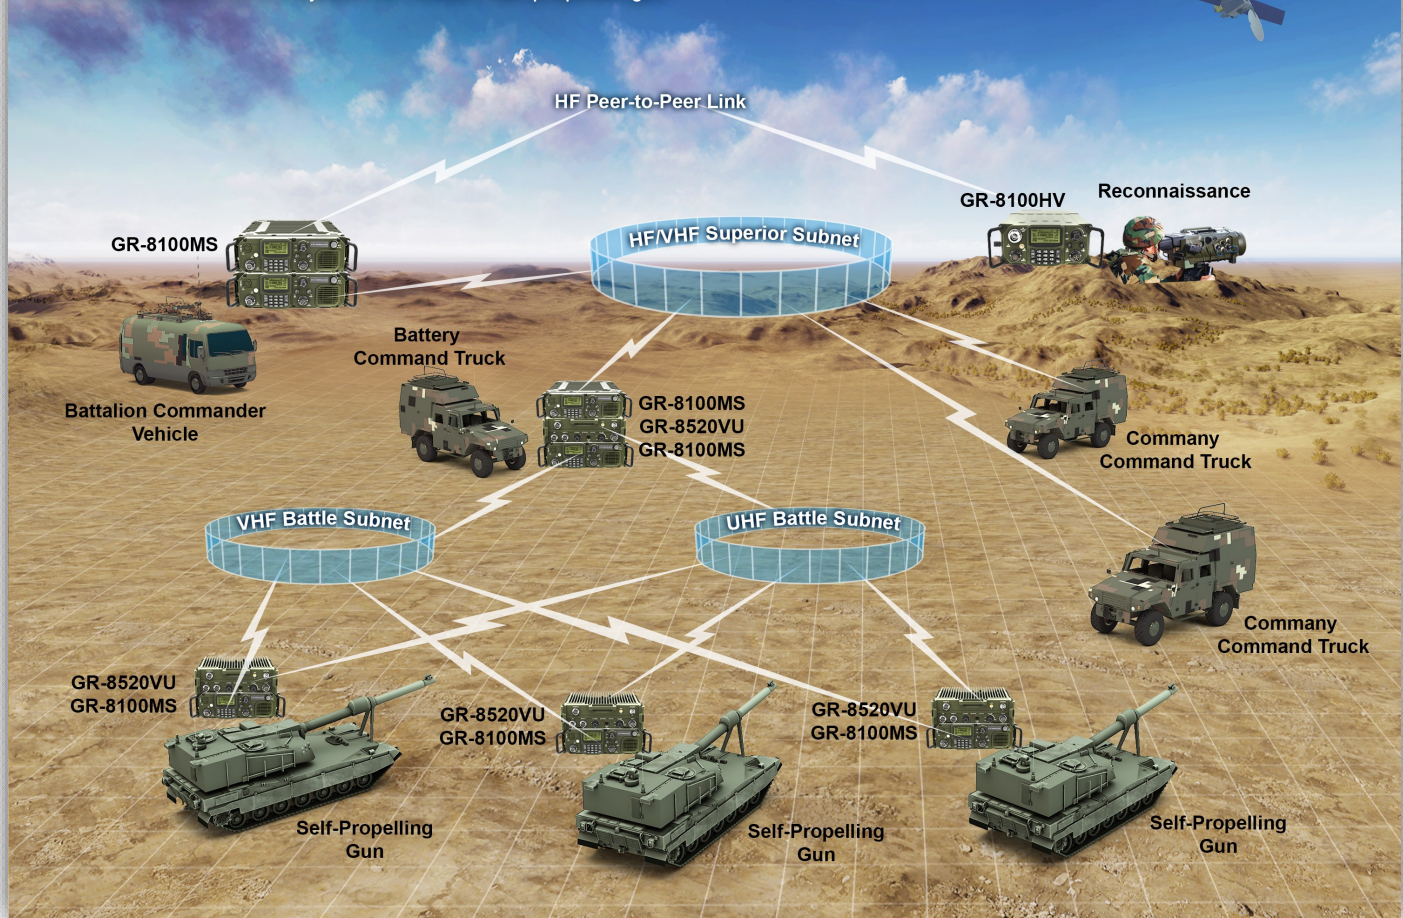 HF Peer-to-Peer Link
GR-8100HV
Reconnaissance
GR-8100MS
HF/VHF Superior Subnet
Battery
Command Truck
Battalion Commander
Vehicle
GR-8100MS
GR-8520VU
GR-8100MS
Commany
Command Truck
VHF Battle Subnet
UHF Battle Subnet
Commany
Command Truck
GR-8520VU
GR-8100MS
GR-8520VU
GR-8100MS
GR-8520VU
GR-8100MS
Self-Propelling
Gun
Self-Propelling
Gun
Self-Propelling
Gun